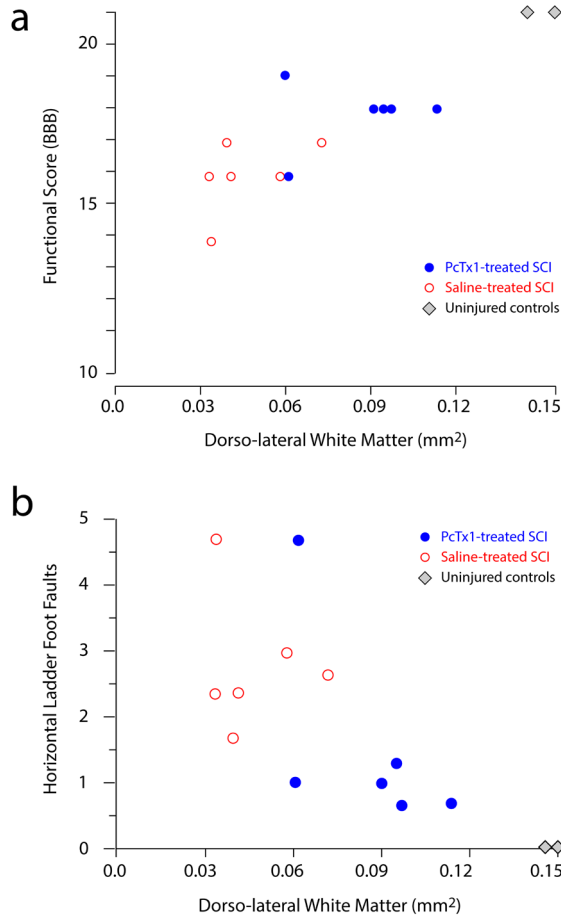 a
20
15
10
Functional Score (BBB)
PcTx1-treated SCI
Saline-treated SCI
Uninjured controls
0.0 0.03 0.06 0.09 0.12 0.15
Dorso-lateral White Matter (mm²)
b
5
4
3
2
1
0
Horizontal Ladder Foot Faults
PcTx1-treated SCI
Saline-treated SCI
Uninjured controls
0.00 0.03 0.06 0.09 0.12 0.15
Dorso-lateral White Matter (mm²)